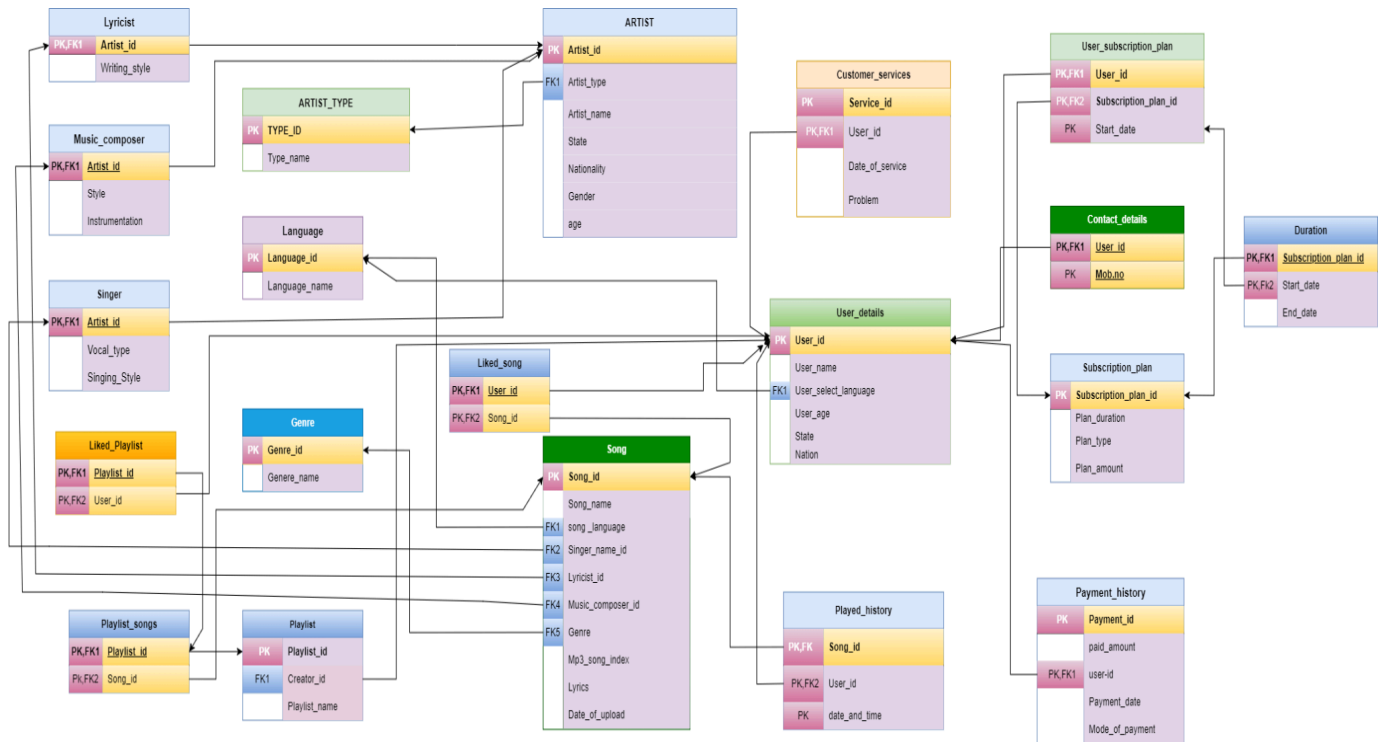 Lyricist
PK,FK1 Artist_id
Writing_style
ARTIST
PK Artist_id
FK1 Artist_type
Artist_name
State
Nationality
Gender
age
User_subscription_plan
PK,FK1 User_id
PK,FK2 Subscription_plan_id
PK Start_date
Customer_services
PK Service_id
PK,FK1 User_id
Date_of_service
Problem
ARTIST_TYPE
PK TYPE_ID
Type_name
Music_composer
PK,FK1 Artist_id
Style
Instrumentation
Language
PK Language_id
Language_name
Contact_details
PK,FK1 User_id
PK Mob.no
Duration
PK,FK1 Subscription_plan_id
PK,Fk2 Start_date
End_date
Singer
PK,FK1 Artist_id
Vocal_type
Singing_Style
User_details
PK User_id
User_name
FK1 User_select_language
User_age
State
Nation
Liked_song
PK,FK1 User_id
PK,FK2 Song_id
Subscription_plan
PK Subscription_plan_id
Plan_duration
Plan_type
Plan_amount
Genre
PK Genre_id
Genere_name
Liked_Playlist
PK,FK1 Playlist_id
PK,FK2 User_id
Song
PK Song_id
Song_name
FK1 song _language
FK2 Singer_name_id
FK3 Lyricist_id
FK4 Music_composer_id
FK5 Genre
Mp3_song_index
Lyrics
Date_of_upload
Playlist_songs
PK,FK1 Playlist_id
Pk,FK2 Song_id
Playlist
PK Playlist_id
FK1 Creator_id
Playlist_name
Played_history
PK,FK Song_id
PK,FK2 User_id
PK date_and_time
Payment_history
PK Payment_id
paid_amount
PK,FK1 user-id
Payment_date
Mode_of_payment